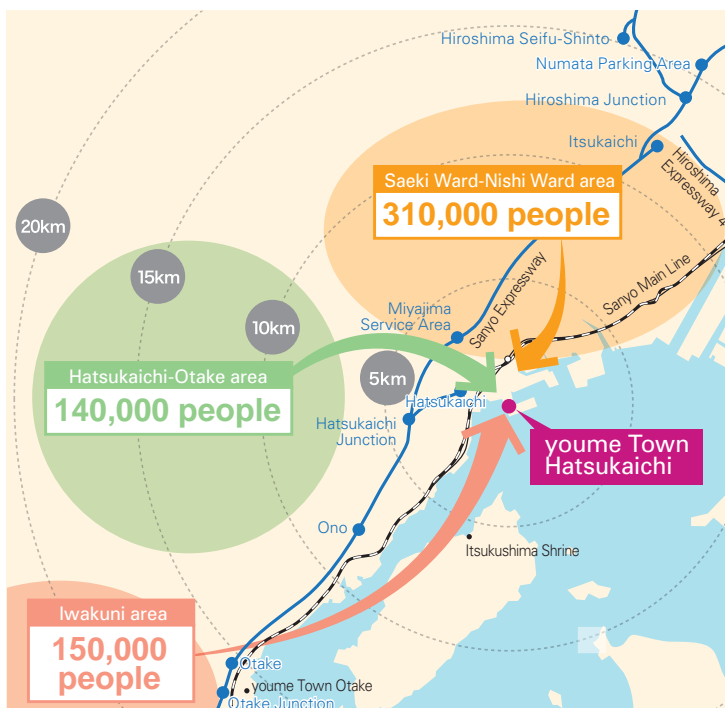 Hiroshima Seifu-Shinto
Numata Parking Area
Hiroshima Junction
Itsukaichi
Hiroshima
Expressway 4
Saeki Ward-Nishi Ward area
310,000 people
20km
15km
10km
5km
Sanyo Expressway
Sanyo Main Line
Miyajima
Service Area
Hatsukaichi-Otake area
140,000 people
Hatsukaichi
Hatsukaichi
Junction
youme Town
Hatsukaichi
Ono
Itsukushima Shrine
Iwakuni area
150,000
people
Otake
youme Town Otake
Otake Junction